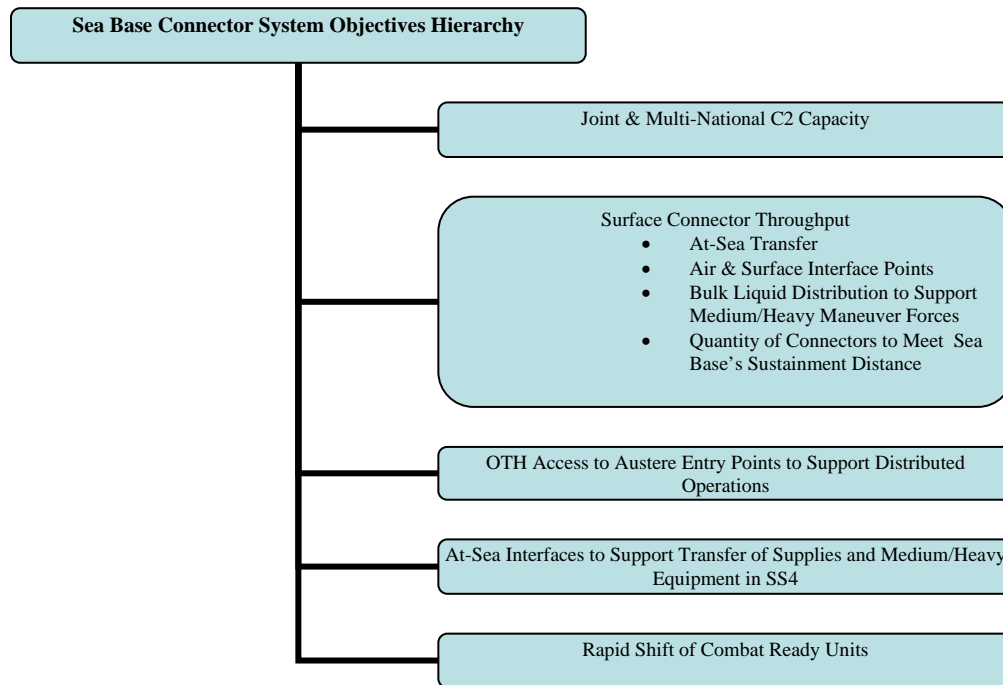 Sea Base Connector System Objectives Hierarchy
Joint & Multi-National C2 Capacity
Surface Connector Throughput
• At-Sea Transfer
• Air & Surface Interface Points
• Bulk Liquid Distribution to Support
Medium/Heavy Maneuver Forces
• Quantity of Connectors to Meet Sea
Base's Sustainment Distance
OTH Access to Austere Entry Points to Support Distributed
Operations
At-Sea Interfaces to Support Transfer of Supplies and Medium/Heavy
Equipment in SS4
Rapid Shift of Combat Ready Units